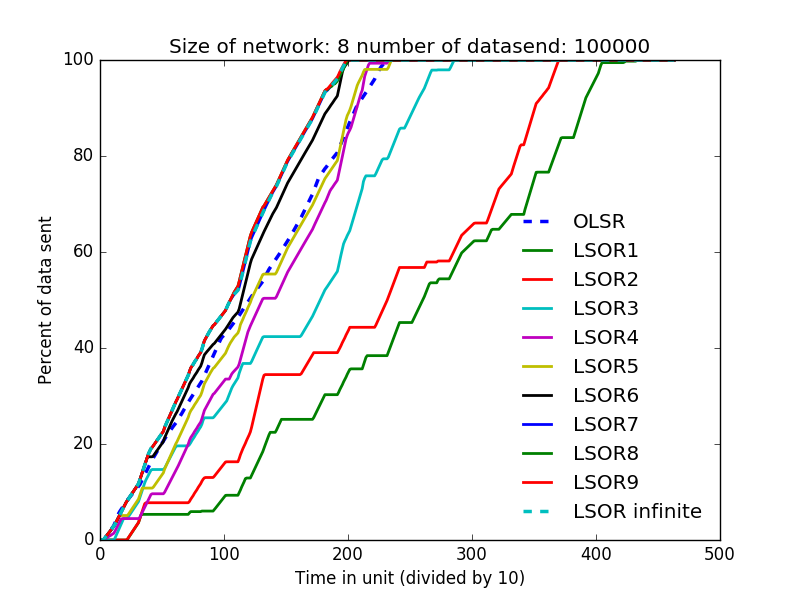 Size of network: 8 number of datasend: 100000
Percent of data sent
100
80
60
40
20
0
0 100 200 300 400 500
Time in unit (divided by 10)
OLSR
LSOR1
LSOR2
LSOR3
LSOR4
LSOR5
LSOR6
LSOR7
LSOR8
LSOR9
LSOR infinite